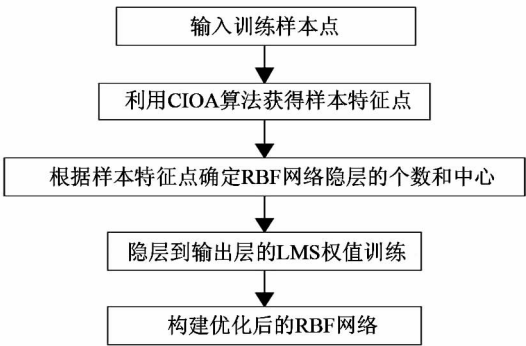 输入训练样本点
利用CIOA算法获得样本特征点
根据样本特征点确定RBF网络隐层的个数和中心
隐层到输出层的LMS权值训练
构建优化后的RBF网络